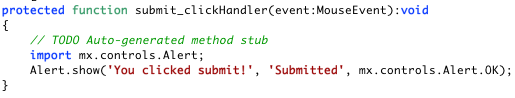 protected function submit_clickHandler(event:MouseEvent):void
{
    // TODO Auto-generated method stub
    import mx.controls.Alert;
    Alert.show('You clicked submit!', 'Submitted', mx.controls.Alert.OK);
}